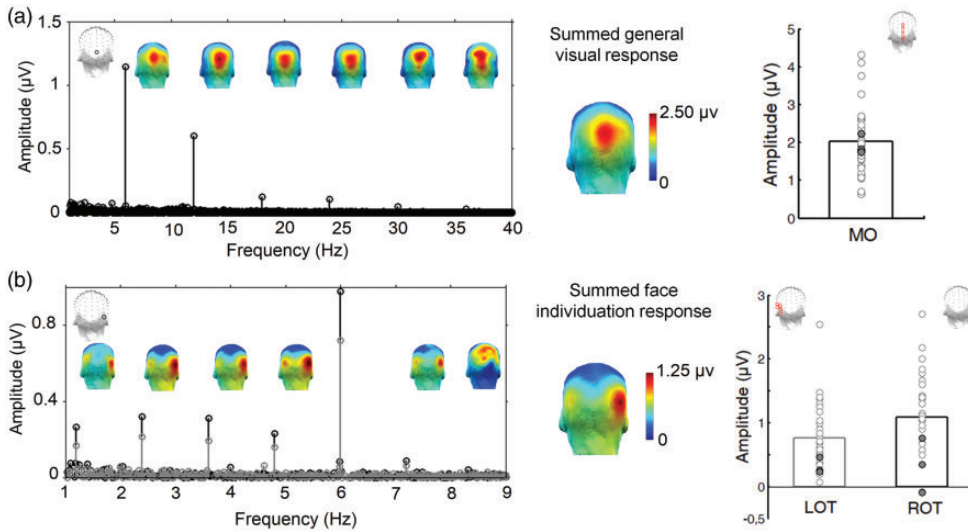 (a)
1.5
1
0.5
0
Amplitude (µV)
5 10 15 20 25 30 35 40
Frequency (Hz)
Summed general
visual response
2.50 µv
0
5
4
3
2
1
0
Amplitude (µV)
MO
(b)
0.8
0.4
0
Amplitude (µV)
1 2 3 4 5 6 7 8 9
Frequency (Hz)
Summed face
individuation response
1.25 µv
0
3
2
1
0
-0,5
Amplitude (µV)
LOT ROT